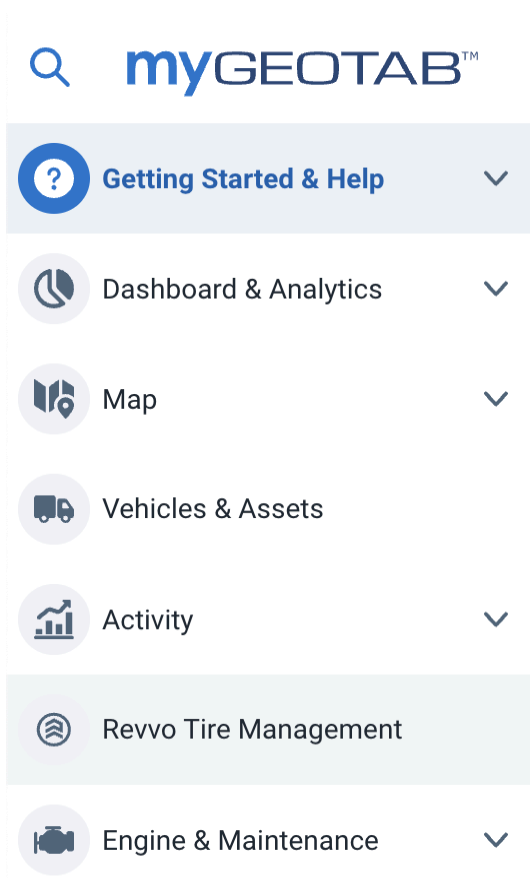 myGEOTAB™
Getting Started & Help
Dashboard & Analytics
Map
Vehicles & Assets
Activity
Revvo Tire Management
Engine & Maintenance